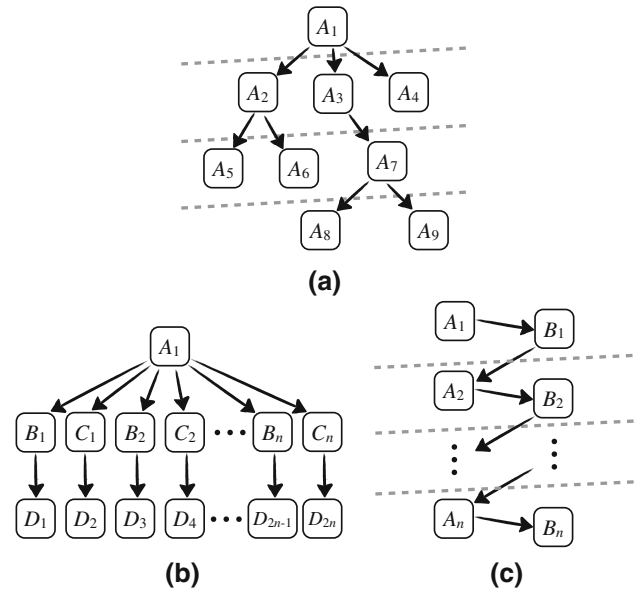 A1
A2 A3 A4
A5 A6 A7
A8 A9
(a)
A1
B1 C1 B2 C2 ••• Bn Cn
D1 D2 D3 D4 ••• D2n-1 D2n
(b)
A1 B1
A2 B2
An Bn
(c)